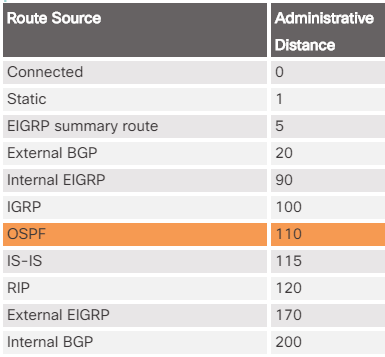 Route Source Administrative
Distance
Connected 0
Static 1
EIGRP summary route 5
External BGP 20
Internal EIGRP 90
IGRP 100
OSPF 110
IS-IS 115
RIP 120
External EIGRP 170
Internal BGP 200